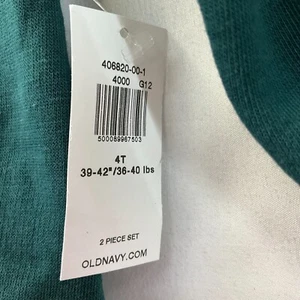 406820-00-1
4000 G12
500089967503
4T
39-42"/36-40 lbs
2 PIECE SET
OLDNAVY.COM